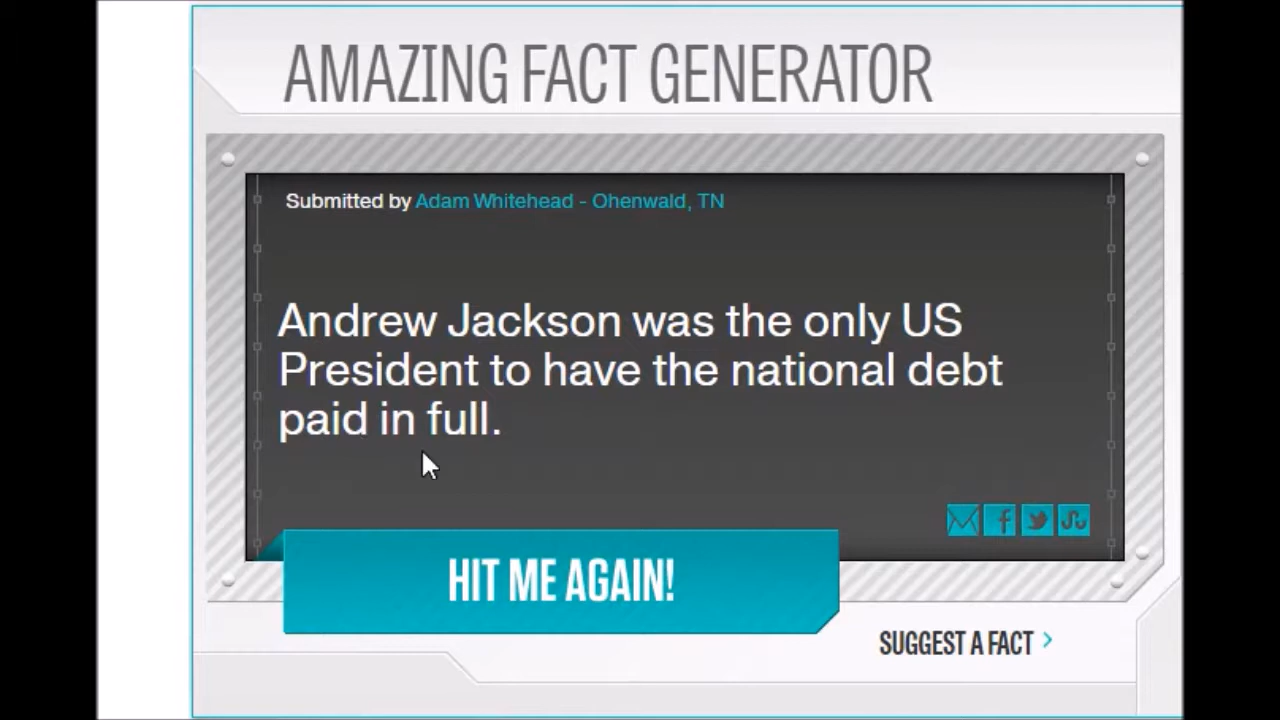 AMAZING FACT GENERATOR
Submitted by Adam Whitehead - Ohenwald, TN
Andrew Jackson was the only US
President to have the national debt
paid in full.
HIT ME AGAIN!
SUGGEST A FACT >